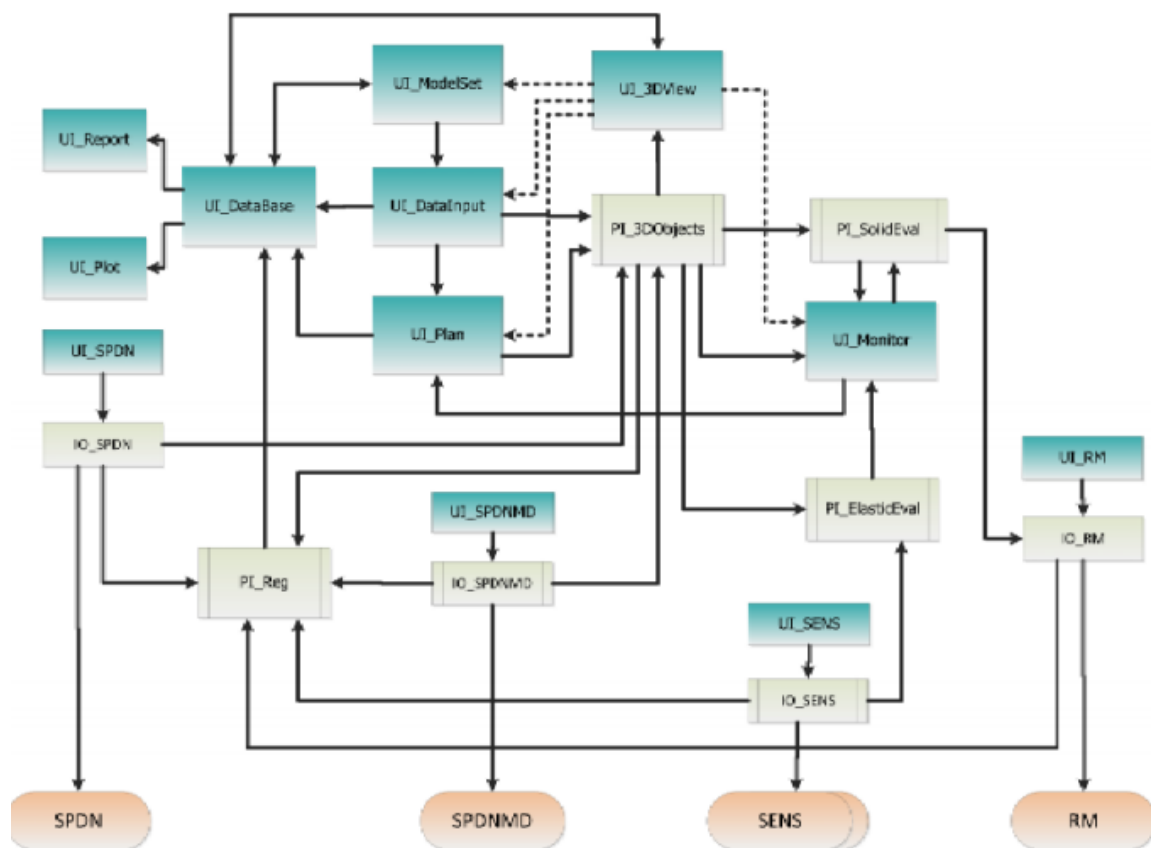 UI_ModelSet
UI_3DView
UI_Report
UI_DataBase
UI_DataInput
PI_3DObjects
PI_SolidEval
UI_Plot
UI_Plan
UI_Monitor
UI_SPDN
IO_SPDN
UI_RM
UI_SPDNMD
PI_ElasticEval
IO_RM
PI_Reg
IO_SPDNMD
UI_SENS
IO_SENS
SPDN
SPDNMD
SENS
RM